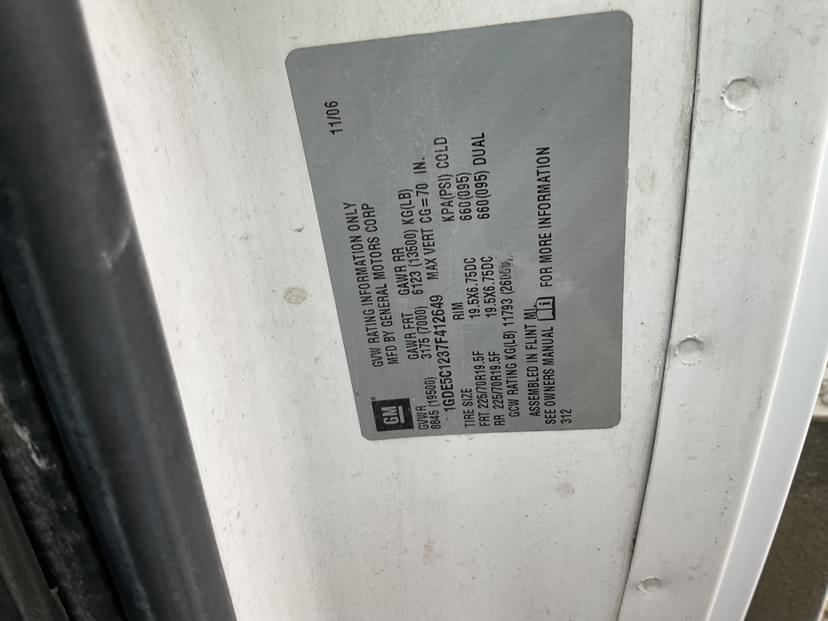 11/06
GVW RATING INFORMATION ONLY
MFD BY GENERAL MOTORS CORP
GM
GVWR GAWR FRT GAWR RR
8845 (19500) 3175 (7000) 6123 (13500) KG(LB)
1GDE5C1237F412649 MAX VERT CG=70 IN.
TIRE SIZE RIM KPA(PSI) COLD
FRT 225/70R19.5F 19.5X6.75DC 660(095)
RR 225/70R19.5F 19.5X6.75DC 660(095) DUAL
GCW RATING KG(LB) 11793
ASSEMBLED IN FLINT MI
SEE OWNERS MANUAL FOR MORE INFORMATION
312